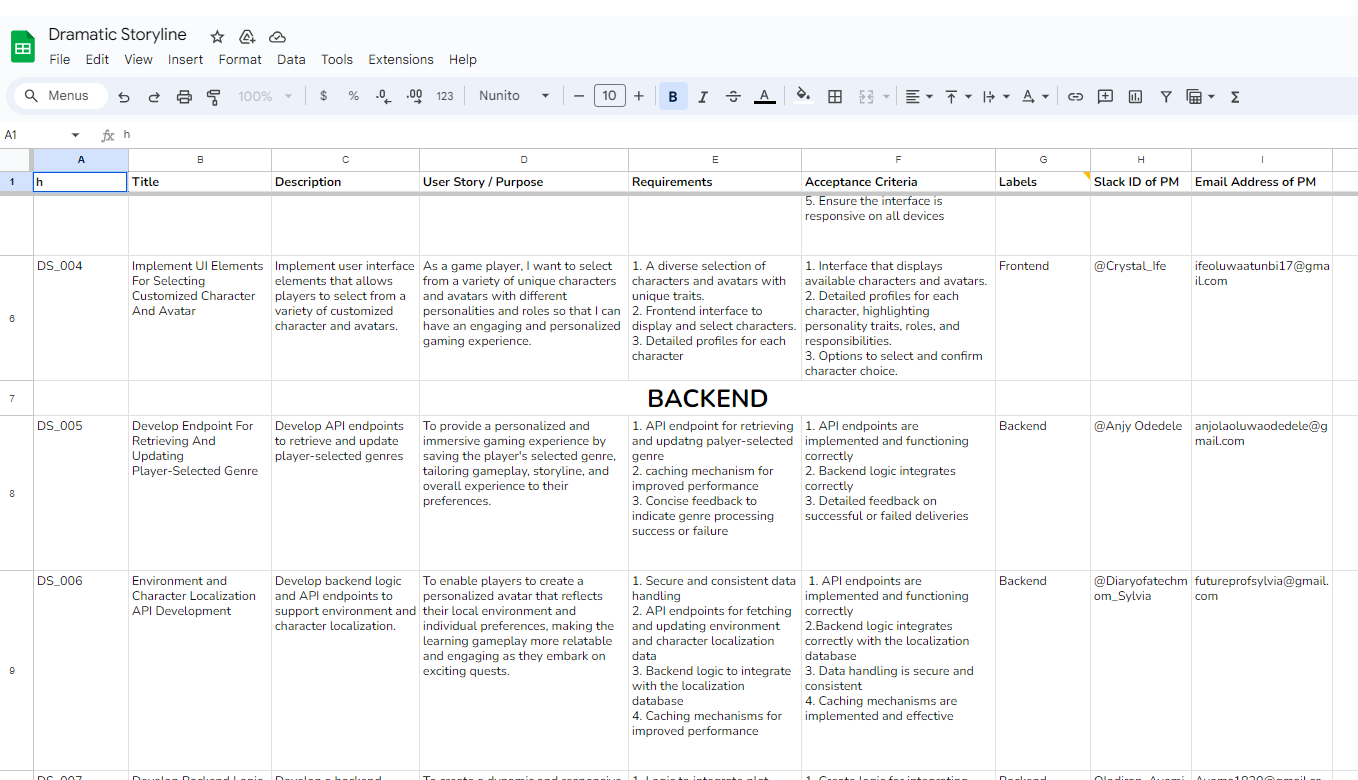 Dramatic Storyline
File Edit View Insert Format Data Tools Extensions Help
Menus 100% $ % .0 .00 123 Nunito - 10 + B I S A Σ
A1 fx h
A B C D E F G H I
1 h Title Description User Story / Purpose Requirements Acceptance Criteria Labels Slack ID of PM Email Address of PM
5. Ensure the interface is
responsive on all devices
6
DS_004
Implement UI Elements
For Selecting
Customized Character
And Avatar
Implement user interface
elements that allows
players to select from a
variety of customized
character and avatars.
As a game player, I want to select
from a variety of unique characters
and avatars with different
personalities and roles so that I can
have an engaging and personalized
gaming experience.
1. A diverse selection of
characters and avatars with
unique traits.
2. Frontend interface to
display and select characters.
3. Detailed profiles for each
character
1. Interface that displays
available characters and avatars.
2. Detailed profiles for each
character, highlighting
personality traits, roles, and
responsibilities.
3. Options to select and confirm
character choice.
Frontend
@Crystal_Ife
ifeoluwaatunbi17@gma
il.com
7
BACKEND
8
DS_005
Develop Endpoint For
Retrieving And
Updating
Player-Selected Genre
Develop API endpoints
to retrieve and update
player-selected genres
To provide a personalized and
immersive gaming experience by
saving the player's selected genre,
tailoring gameplay, storyline, and
overall experience to their
preferences.
1. API endpoint for retrieving
and updatng palyer-selected
genre
2. caching mechanism for
improved performance
3. Concise feedback to
indicate genre processing
success or failure
1. API endpoints are
implemented and functioning
correctly
2. Backend logic integrates
correctly
3. Detailed feedback on
successful or failed deliveries
Backend
@Anjy Odedele
anjolaoluwaodedele@g
mail.com
9
DS_006
Environment and
Character Localization
API Development
Develop backend logic
and API endpoints to
support environment and
character localization.
To enable players to create a
personalized avatar that reflects
their local environment and
individual preferences, making the
learning gameplay more relatable
and engaging as they embark on
exciting quests.
1. Secure and consistent data
handling
2. API endpoints for fetching
and updating environment
and character localization
data
3. Backend logic to integrate
with the localization
database
4. Caching mechanisms for
improved performance
1. API endpoints are
implemented and functioning
correctly
2.Backend logic integrates
correctly with the localization
database
3. Data handling is secure and
consistent
4. Caching mechanisms are
implemented and effective
Backend
@Diaryofatechm
om_Sylvia
futureprofsylvia@gmail.
com